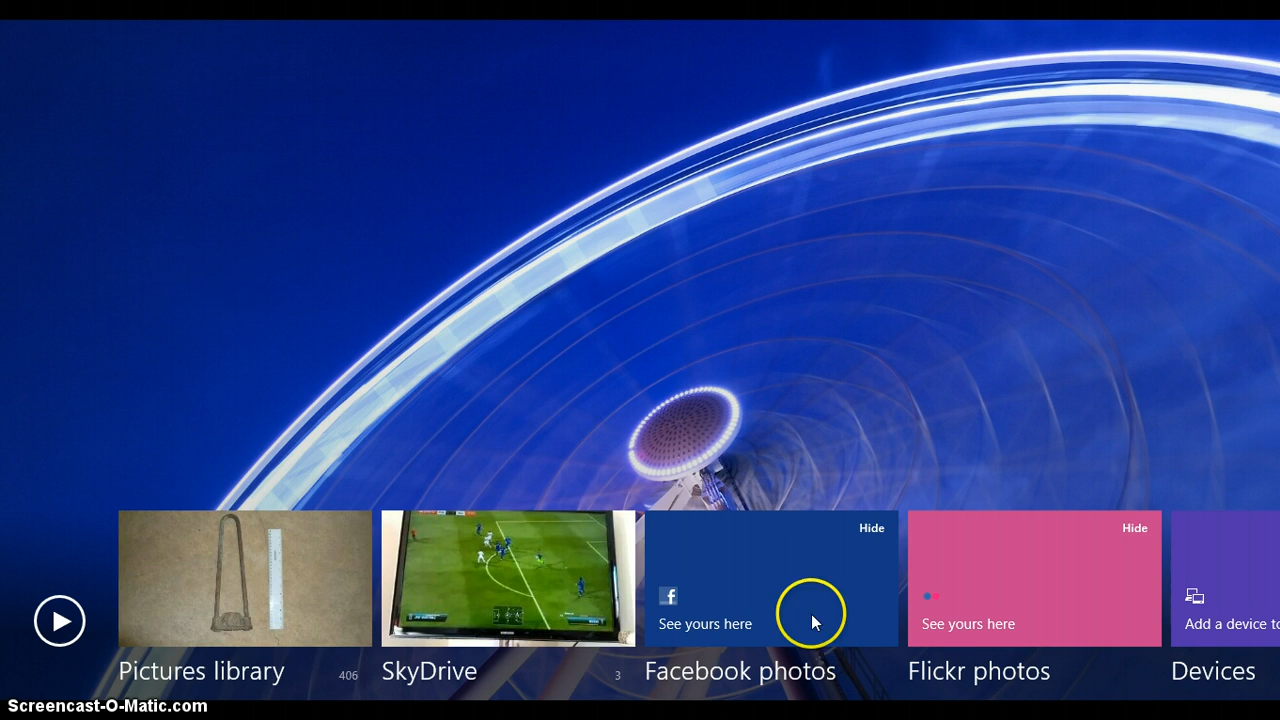 Hide
Hide
See yours here
See yours here
Add a device to
Pictures library 406
SkyDrive 3
Facebook photos
Flickr photos
Devices
Screencast-O-Matic.com